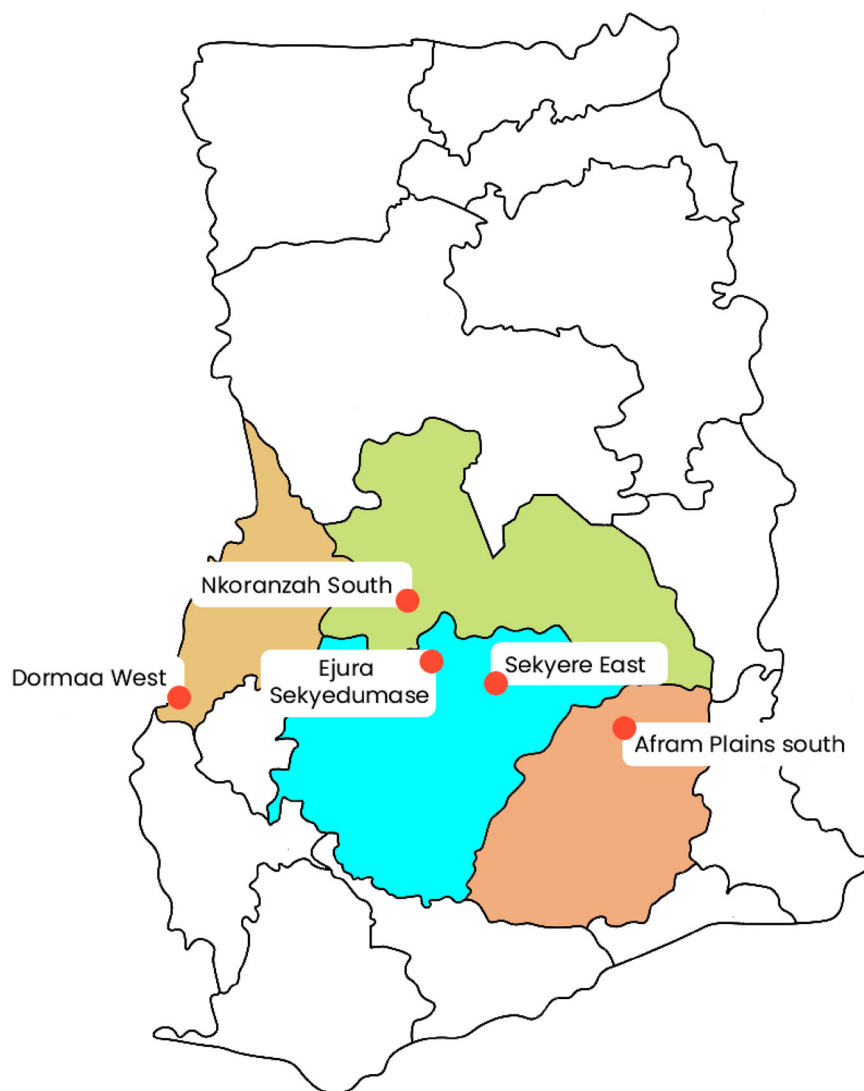 Nkoranzah South
Ejura
Sekyedumase
Sekyere East
Dormaa West
Afram Plains south